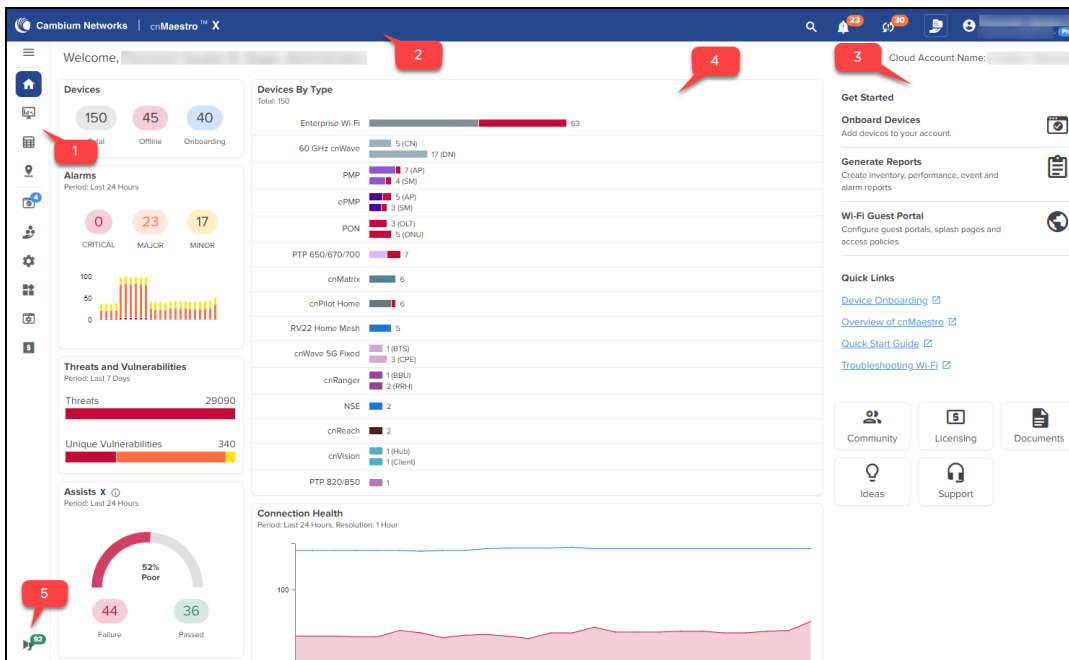 Cambium Networks | cnMaestro™ X
23
30
Welcome,
2
4
3
Cloud Account Name:
1
5
4
92
Devices
150
45
40
Total
Offline
Onboarding
Alarms
Period: Last 24 Hours
0
23
17
CRITICAL
MAJOR
MINOR
100
50
0
Threats and Vulnerabilities
Period: Last 7 Days
Threats 29090
Unique Vulnerabilities 340
Assists X
Period: Last 24 Hours
52%
Poor
44
36
Failure
Passed
Devices By Type
Total: 150
Enterprise Wi-Fi 63
60 GHz cnWave 5 (CN)
17 (DN)
PMP 7 (AP)
4 (SM)
ePMP 5 (AP)
3 (SM)
PON 3 (OLT)
5 (ONU)
PTP 650/670/700 7
cnMatrix 6
cnPilot Home 6
RV22 Home Mesh 5
cnWave 5G Fixed 1 (BTS)
3 (CPE)
cnRanger 1 (BBU)
2 (RRH)
NSE 2
cnReach 2
cnVision 1 (Hub)
1 (Client)
PTP 820/850 1
Connection Health
Period: Last 24 Hours, Resolution: 1 Hour
100
Get Started
Onboard Devices
Add devices to your account.
Generate Reports
Create inventory, performance, event and
alarm reports
Wi-Fi Guest Portal
Configure guest portals, splash pages and
access policies
Quick Links
Device Onboarding
Overview of cnMaestro
Quick Start Guide
Troubleshooting Wi-Fi
Community
Licensing
Documents
Ideas
Support